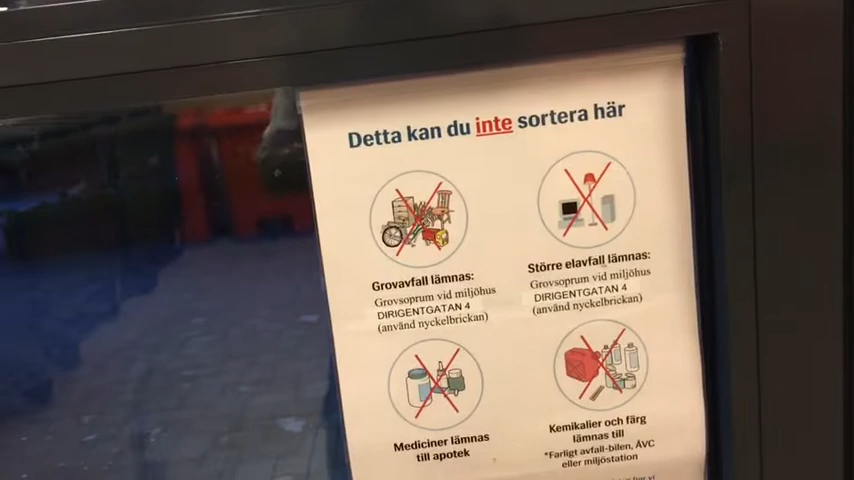 Detta kan du inte sortera här
Grovavfall lämnas:
Grovsoprum vid miljöhus
DIRIGENTGATAN 4
(använd nyckelbrickan)
Större elavfall lämnas:
Grovsoprum vid miljöhus
DIRIGENTGATAN 4
(använd nyckelbrickan)
Mediciner lämnas
till apotek
Kemikalier och färg
lämnas till
*Farligt avfall-bilen, ÅVC
eller miljöstation